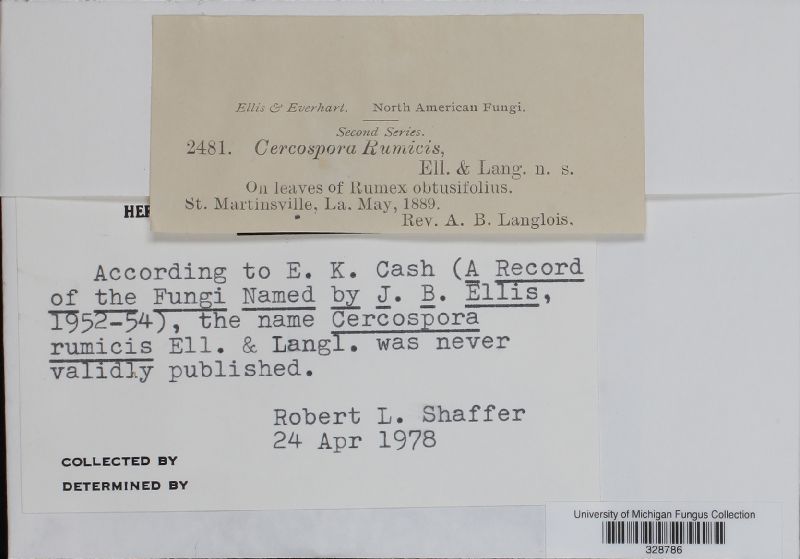 Ellis & Everhart. North American Fungi.
Second Series.
2481. Cercospora Rumicis,
Ell. & Lang. n. s.
On leaves of Rumex obtusifolius.
St. Martinsville, La. May, 1889.
Rev. A. B. Langlois.
According to E. K. Cash (A Record
of the Fungi Named by J. B. Ellis,
1952-54), the name Cercospora
rumicis Ell. & Langl. was never
validly published.
Robert L. Shaffer
24 Apr 1978
COLLECTED BY
DETERMINED BY
University of Michigan Fungus Collection
328786